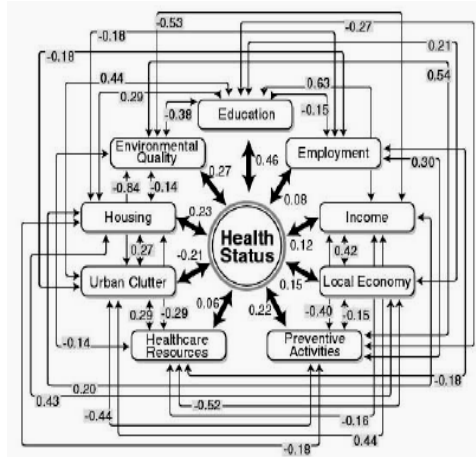 -0.53
-0.27
-0.18
-0.18
0.21
0.44
0.63
0.54
0.29
-0.38
Education
-0.15
Environmental
Quality
Employment
0.27
0.46
0.08
0.30
-0.84
-0.14
Housing
0.23
Health
Status
0.12
Income
0.27
-0.21
0.42
Urban Clutter
0.15
Local Economy
0.06
0.22
0.29
-0.29
-0.40
-0.15
Healthcare
Resources
Preventive
Activities
-0.14
-0.18
0.20
0.43
-0.52
-0.44
-0.16
0.44
-0.18